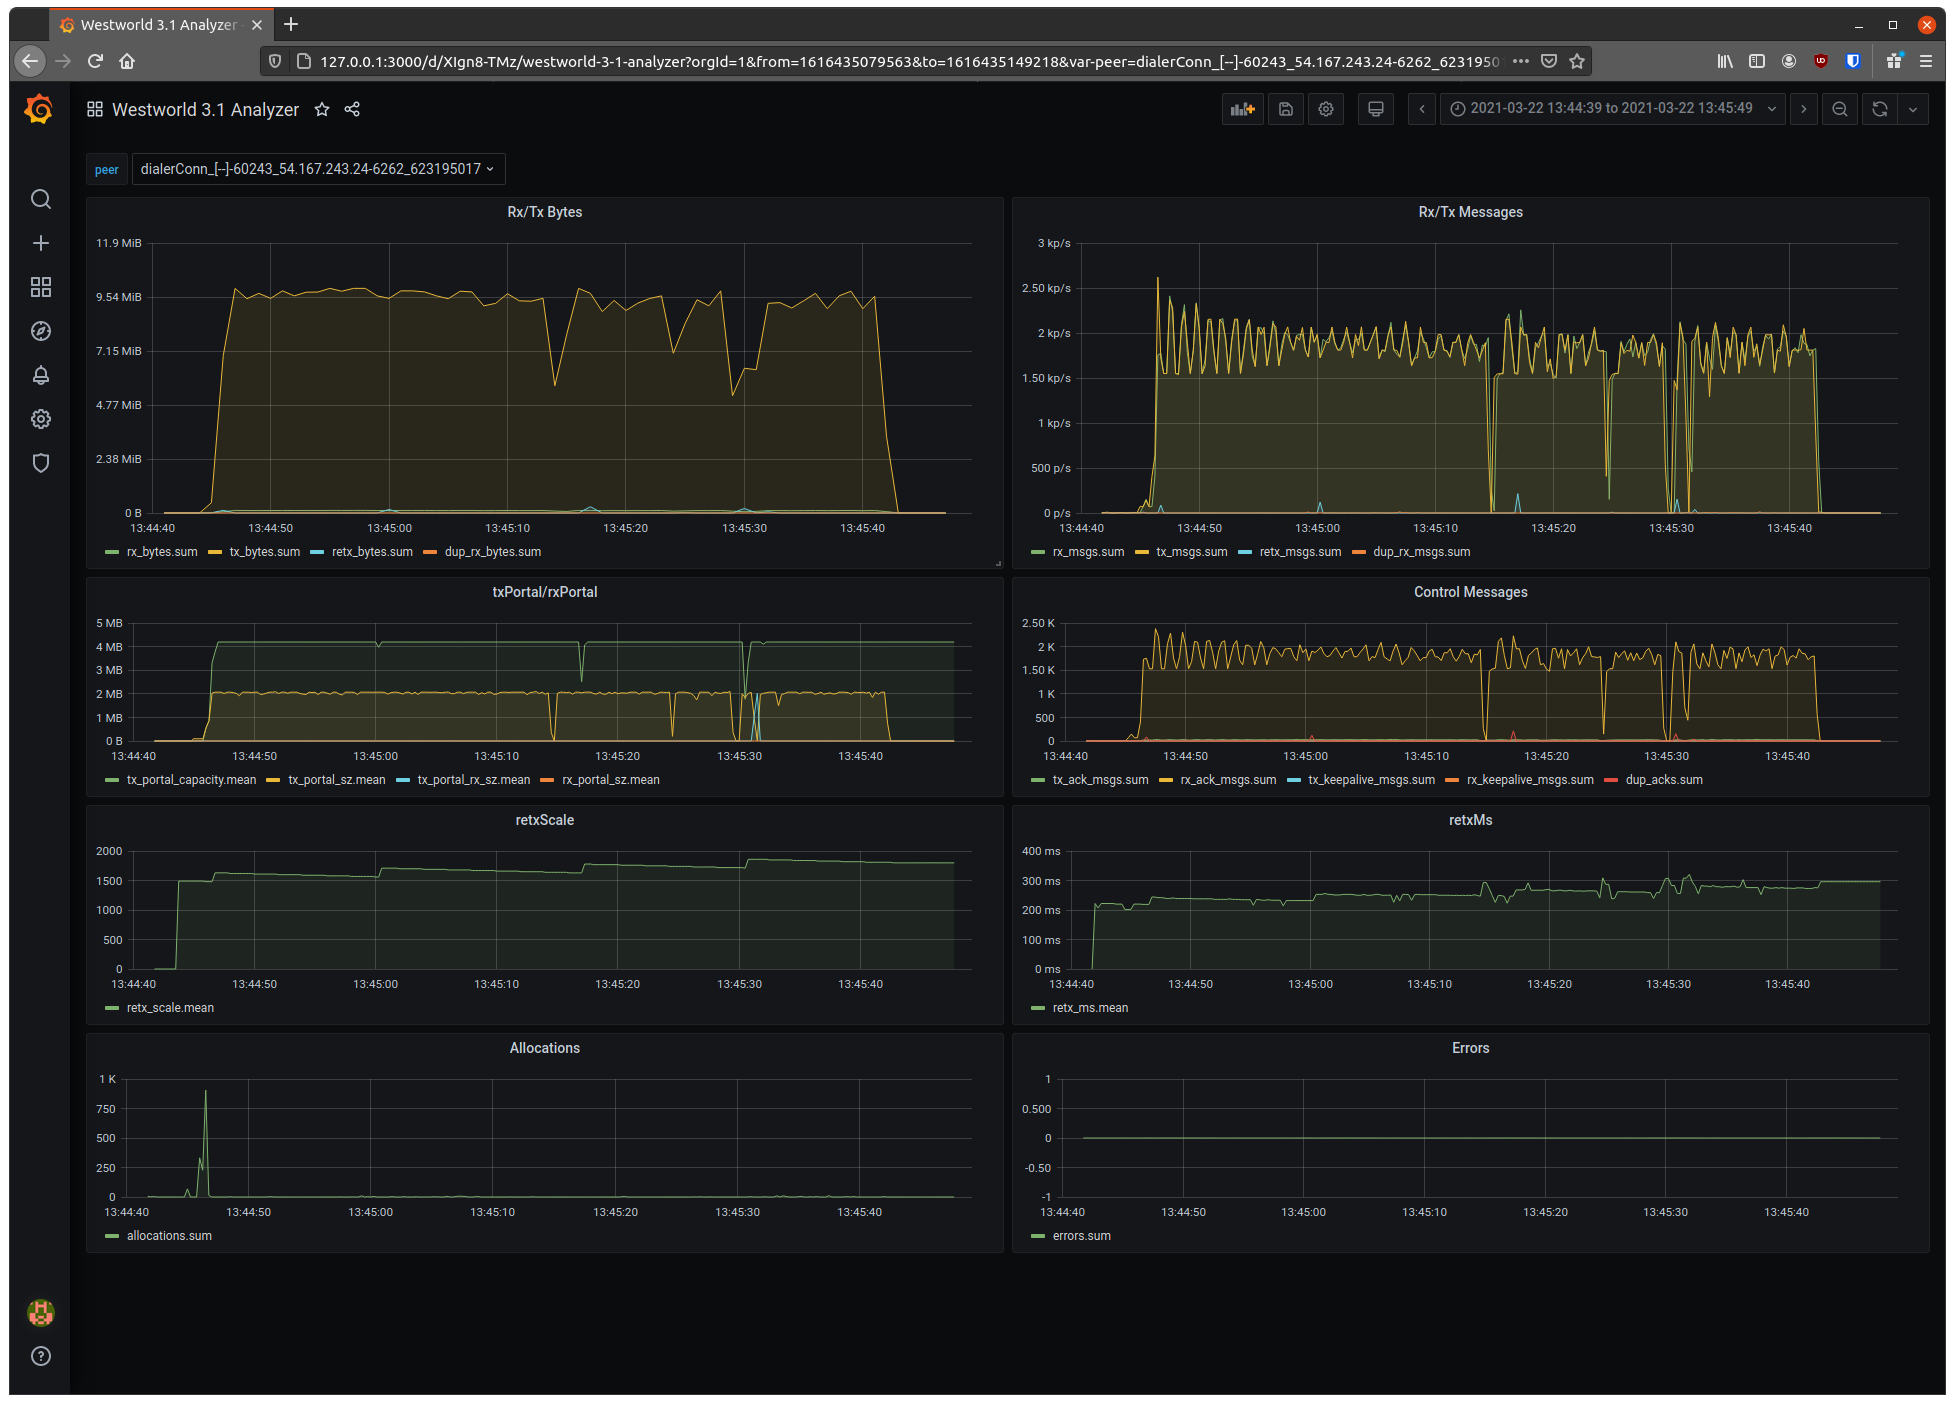 Westworld 3.1 Analyzer
127.0.0.1:3000/d/XIgn8-TMz/westworld-3-1-analyzer?orgId=1&from=1616435079563&to=1616435149218&var-peer=dialerConn_[--]-60243_54.167.243.24-6262_6231950
Westworld 3.1 Analyzer
2021-03-22 13:44:39 to 2021-03-22 13:45:49
peer dialerConn_[--]-60243_54.167.243.24-6262_623195017
Rx/Tx Bytes
11.9 MiB
9.54 MiB
7.15 MiB
4.77 MiB
2.38 MiB
0 B
13:44:40 13:44:50 13:45:00 13:45:10 13:45:20 13:45:30 13:45:40
rx_bytes.sum tx_bytes.sum retx_bytes.sum dup_rx_bytes.sum
Rx/Tx Messages
3 kp/s
2.50 kp/s
2 kp/s
1.50 kp/s
1 kp/s
500 p/s
0 p/s
13:44:40 13:44:50 13:45:00 13:45:10 13:45:20 13:45:30 13:45:40
rx_msgs.sum tx_msgs.sum retx_msgs.sum dup_rx_msgs.sum
txPortal/rxPortal
5 MB
4 MB
3 MB
2 MB
1 MB
0 B
13:44:40 13:44:50 13:45:00 13:45:10 13:45:20 13:45:30 13:45:40
tx_portal_capacity.mean tx_portal_sz.mean tx_portal_rx_sz.mean rx_portal_sz.mean
Control Messages
2.50 K
2 K
1.50 K
1 K
500
0
13:44:40 13:44:50 13:45:00 13:45:10 13:45:20 13:45:30 13:45:40
tx_ack_msgs.sum rx_ack_msgs.sum tx_keepalive_msgs.sum rx_keepalive_msgs.sum dup_acks.sum
retxScale
2000
1500
1000
500
0
13:44:40 13:44:50 13:45:00 13:45:10 13:45:20 13:45:30 13:45:40
retx_scale.mean
retxMs
400 ms
300 ms
200 ms
100 ms
0 ms
13:44:40 13:44:50 13:45:00 13:45:10 13:45:20 13:45:30 13:45:40
retx_ms.mean
Allocations
1 K
750
500
250
0
13:44:40 13:44:50 13:45:00 13:45:10 13:45:20 13:45:30 13:45:40
allocations.sum
Errors
1
0.500
0
-0.50
-1
13:44:40 13:44:50 13:45:00 13:45:10 13:45:20 13:45:30 13:45:40
errors.sum